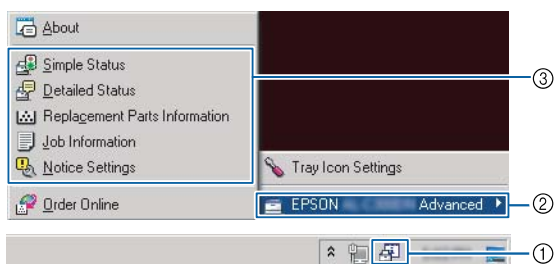 About
Simple Status
Detailed Status
Replacement Parts Information
Job Information
Notice Settings
Order Online
Tray Icon Settings
EPSON Advanced
③
②
①